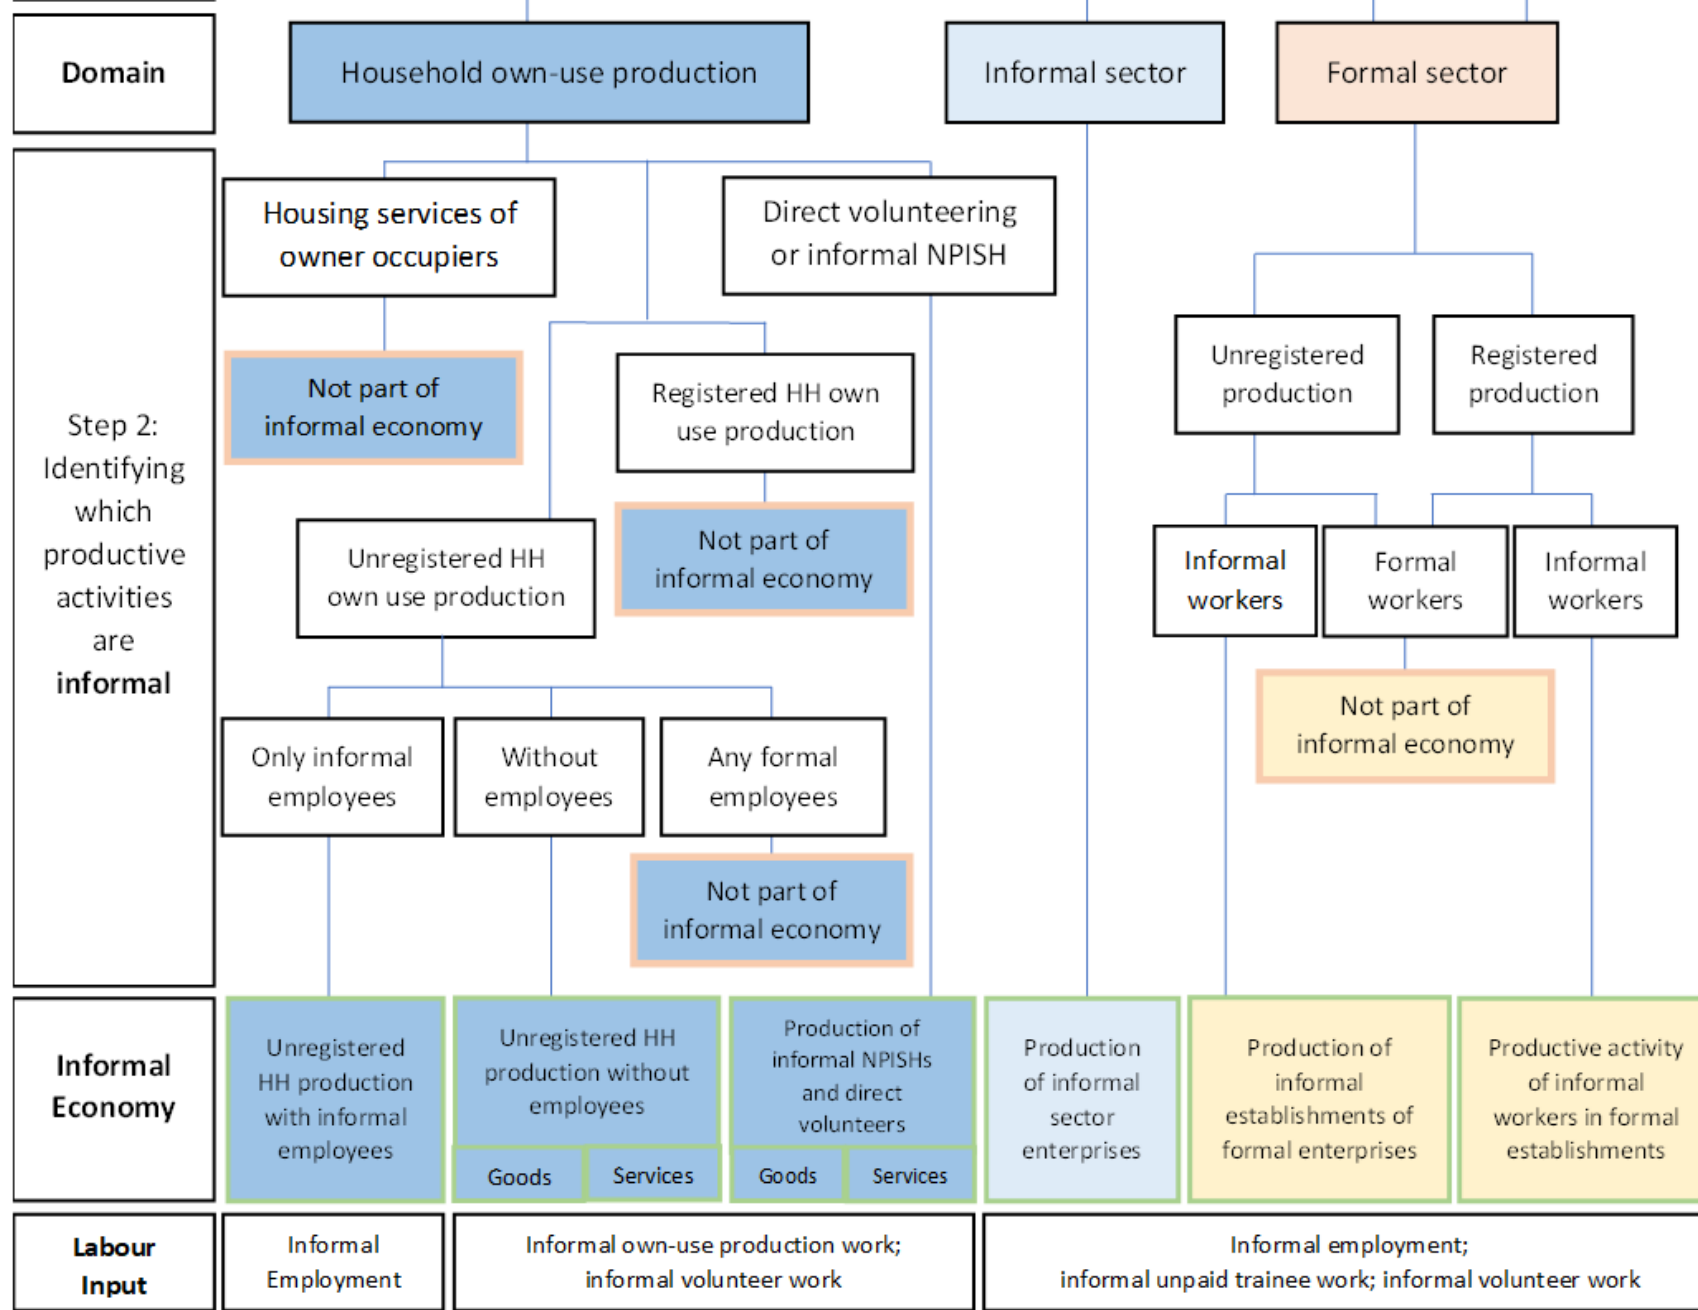 Domain
Household own-use production
Informal sector
Formal sector
Step 2:
Identifying
which
productive
activities
are
informal
Housing services of
owner occupiers
Direct volunteering
or informal NPISH
Not part of
informal economy
Registered HH own
use production
Not part of
informal economy
Unregistered HH
own use production
Only informal
employees
Without
employees
Any formal
employees
Not part of
informal economy
Unregistered
production
Registered
production
Informal
workers
Formal
workers
Informal
workers
Not part of
informal economy
Informal
Economy
Unregistered
HH production
with informal
employees
Unregistered HH
production without
employees
Goods
Services
Production of
informal NPISHs
and direct
volunteers
Goods
Services
Production
of informal
sector
enterprises
Production of
informal
establishments of
formal enterprises
Productive activity
of informal
workers in formal
establishments
Labour
Input
Informal
Employment
Informal own-use production work;
informal volunteer work
Informal employment;
informal unpaid trainee work; informal volunteer work